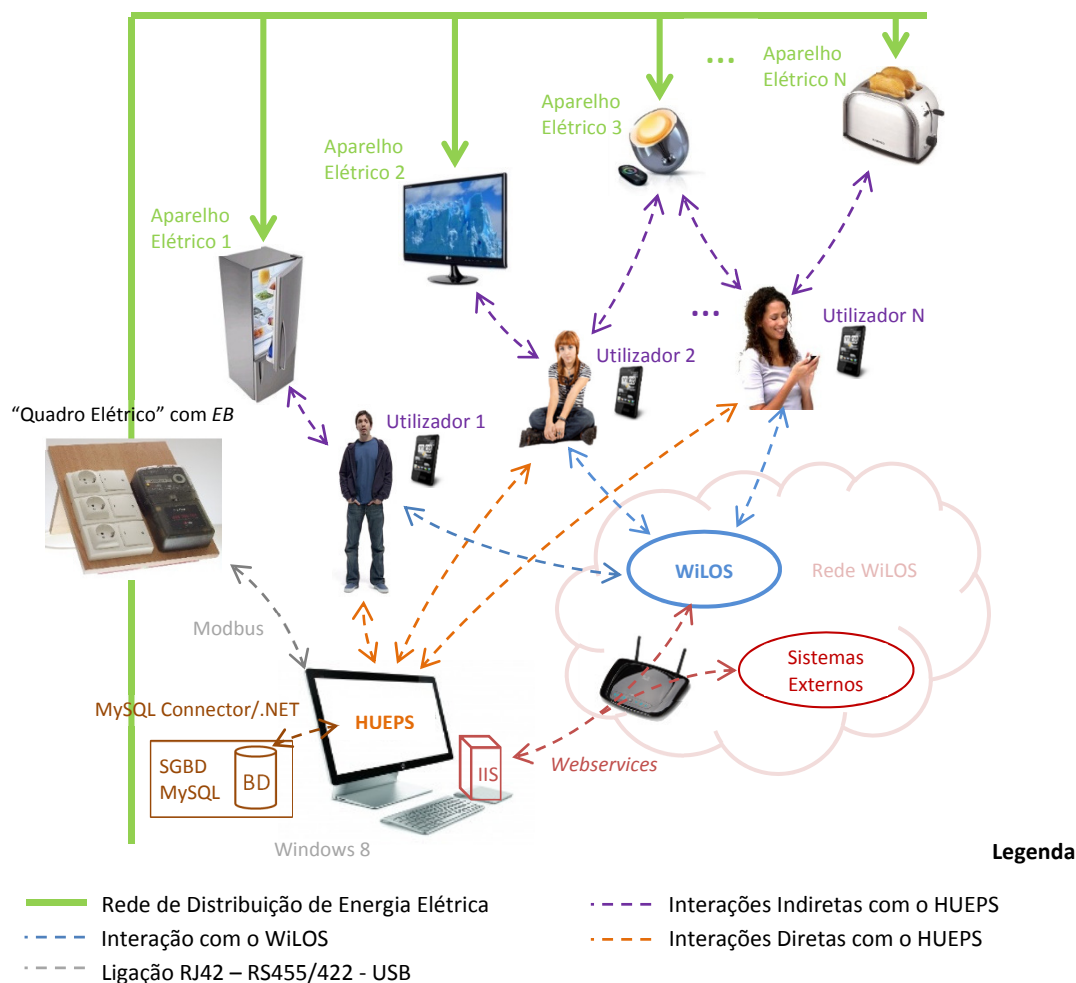 ...
Aparelho
Elétrico N
Aparelho
Elétrico 3
Aparelho
Elétrico 2
Aparelho
Elétrico 1
...
Utilizador N
Utilizador 2
Utilizador 1
“Quadro Elétrico” com EB
WiLOS
Rede WiLOS
Modbus
Sistemas
Externos
MySQL Connector/.NET
HUEPS
Webservices
IIS
SGBD
MySQL
BD
Windows 8
Legenda
Rede de Distribuição de Energia Elétrica
Interações Indiretas com o HUEPS
Interação com o WiLOS
Interações Diretas com o HUEPS
Ligação RJ42 – RS455/422 - USB